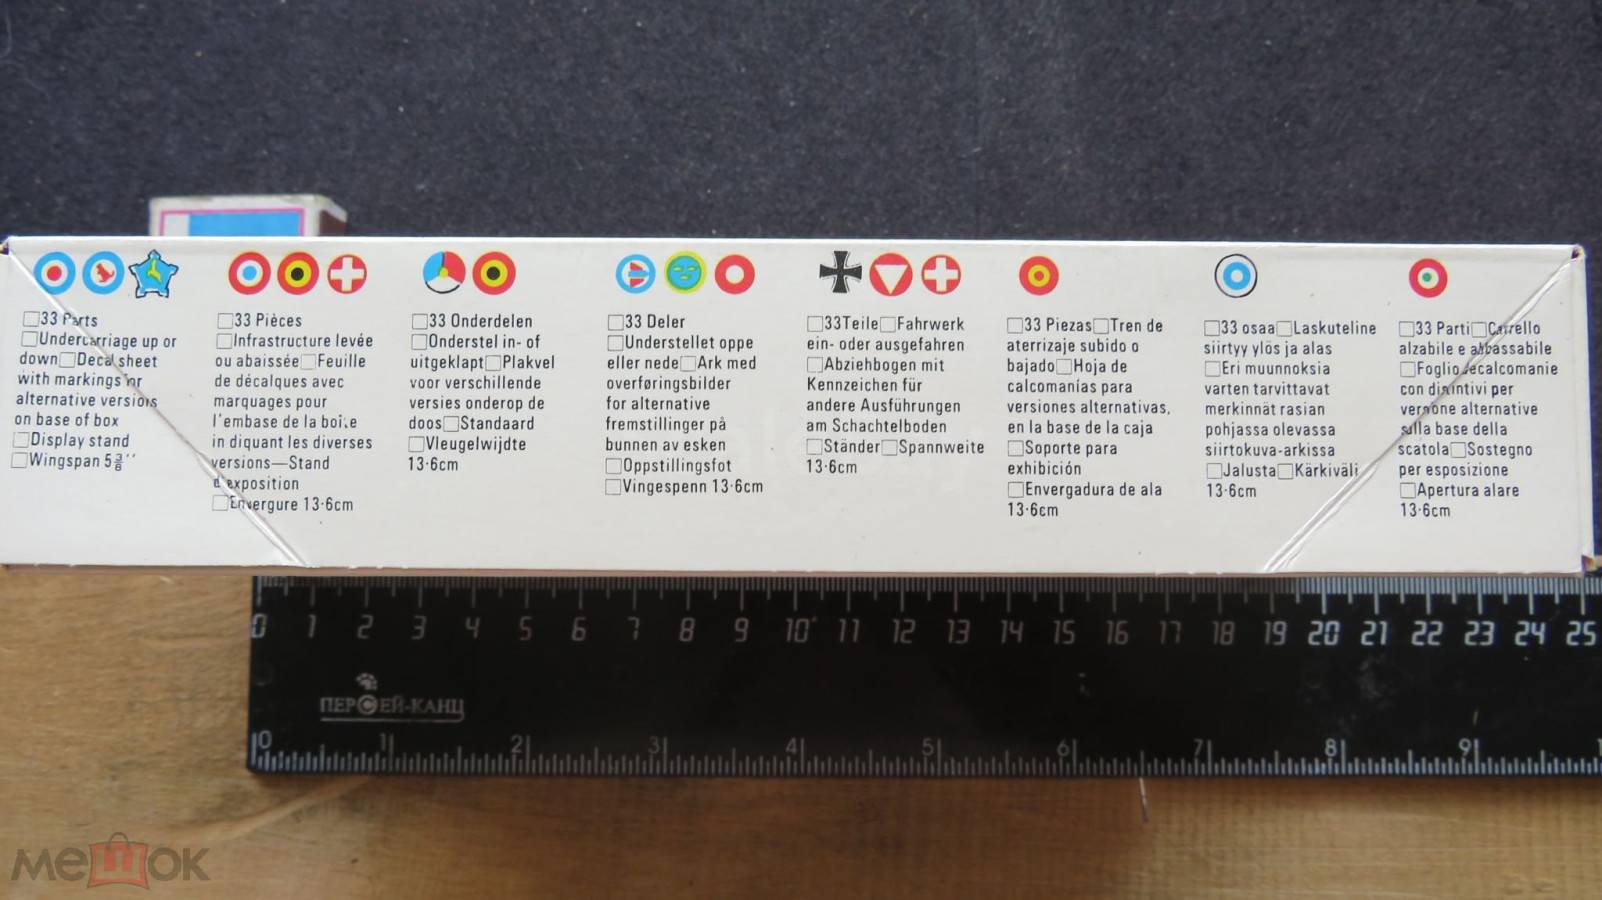 33 Parts
Undercarriage up or
down Decal sheet
with markings for
alternative versions
on base of box
Display stand
Wingspan 5 3/8''
33 Pièces
Infrastructure levée
ou abaissée Feuille
de décalques avec
marquages pour
l'embase de la boîte
in diquant les diverses
versions—Stand
d'exposition
Envergure 13·6cm
33 Onderdelen
Onderstel in- of
uitgeklapt Plakvel
voor verschillende
versies onderop de
doos Standaard
Vleugelwijdte
13·6cm
33 Deler
Understellet oppe
eller nede Ark med
overføringsbilder
for alternative
fremstillinger på
bunnen av esken
Oppstillingsfot
Vingespenn 13·6cm
33Teile Fahrwerk
ein- oder ausgefahren
Abziehbogen mit
Kennzeichen für
andere Ausführungen
am Schachtelboden
Ständer Spannweite
13·6cm
33 Piezas Tren de
aterrizaje subido o
bajado Hoja de
calcomanías para
versiones alternativas,
en la base de la caja
Soporte para
exhibición
Envergadura de ala
13·6cm
33 osaa Laskuteline
siirtyy ylös ja alas
Eri muunnoksia
varten tarvittavat
merkinnät rasian
pohjassa olevassa
siirtokuva-arkissa
Jalusta Kärkiväli
13·6cm
33 Parti Carrello
alzabile e abbassabile
Foglio decalcomanie
con distintivi per
versione alternative
sulla base della
scatola Sostegno
per esposizione
Apertura alare
13·6cm
0 1 2 3 4 5 6 7 8 9 10 11 12 13 14 15 16 17 18 19 20 21 22 23 24 25
ПЕРСЕЙ-КАНЦ
0 1 2 3 4 5 6 7 8 9
мешок